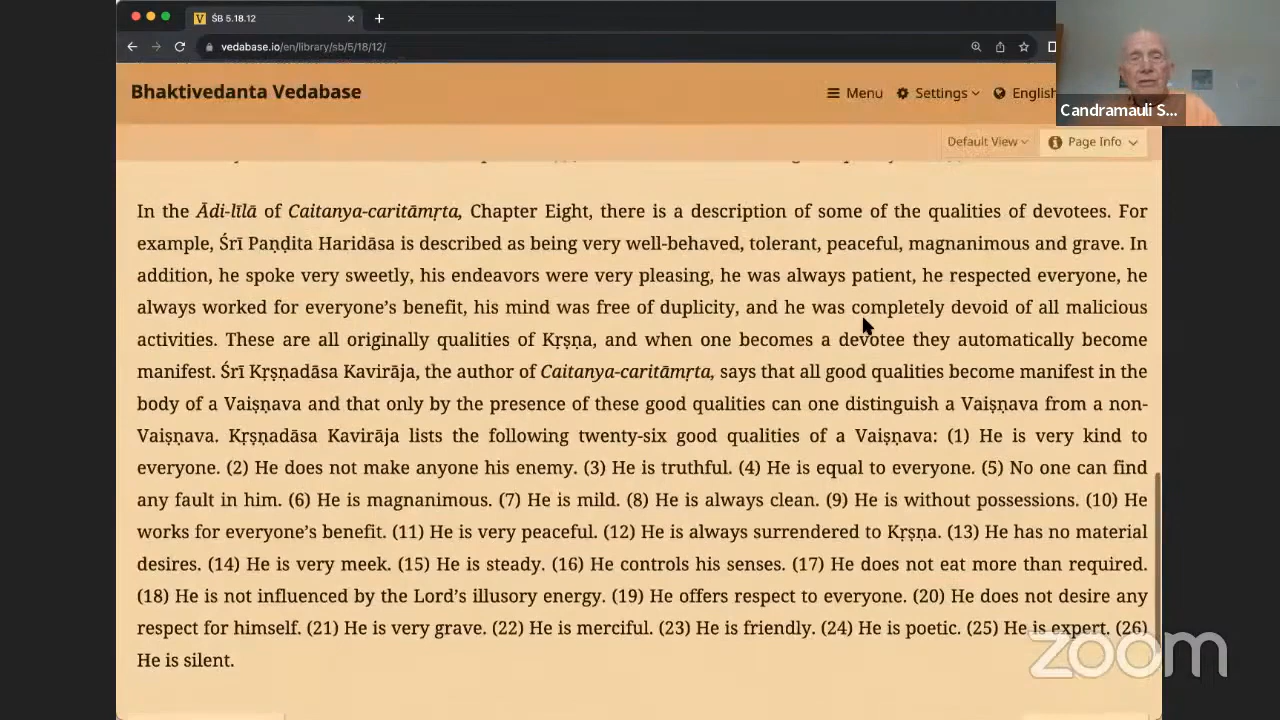 ŚB 5.18.12
vedabase.io/en/library/sb/5/18/12/
Bhaktivedanta Vedabase
Menu Settings English
Candramauli S...
Default View Page Info
In the Ādi-līlā of Caitanya-caritāmṛta, Chapter Eight, there is a description of some of the qualities of devotees. For
example, Śrī Paṇḍita Haridāsa is described as being very well-behaved, tolerant, peaceful, magnanimous and grave. In
addition, he spoke very sweetly, his endeavors were very pleasing, he was always patient, he respected everyone, he
always worked for everyone’s benefit, his mind was free of duplicity, and he was completely devoid of all malicious
activities. These are all originally qualities of Kṛṣṇa, and when one becomes a devotee they automatically become
manifest. Śrī Kṛṣṇadāsa Kavirāja, the author of Caitanya-caritāmṛta, says that all good qualities become manifest in the
body of a Vaiṣṇava and that only by the presence of these good qualities can one distinguish a Vaiṣṇava from a non-
Vaiṣṇava. Kṛṣṇadāsa Kavirāja lists the following twenty-six good qualities of a Vaiṣṇava: (1) He is very kind to
everyone. (2) He does not make anyone his enemy. (3) He is truthful. (4) He is equal to everyone. (5) No one can find
any fault in him. (6) He is magnanimous. (7) He is mild. (8) He is always clean. (9) He is without possessions. (10) He
works for everyone’s benefit. (11) He is very peaceful. (12) He is always surrendered to Kṛṣṇa. (13) He has no material
desires. (14) He is very meek. (15) He is steady. (16) He controls his senses. (17) He does not eat more than required.
(18) He is not influenced by the Lord’s illusory energy. (19) He offers respect to everyone. (20) He does not desire any
respect for himself. (21) He is very grave. (22) He is merciful. (23) He is friendly. (24) He is poetic. (25) He is expert. (26)
He is silent.
zoom